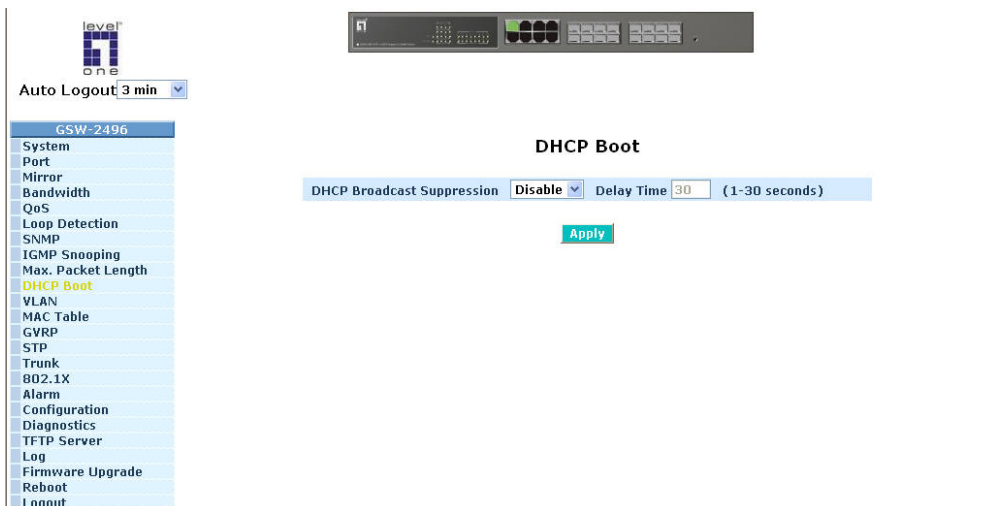 level
one
Auto Logout 3 min
GSW-2496
System
Port
Mirror
Bandwidth
QoS
Loop Detection
SNMP
IGMP Snooping
Max. Packet Length
DHCP Boot
VLAN
MAC Table
GVRP
STP
Trunk
802.1X
Alarm
Configuration
Diagnostics
TFTP Server
Log
Firmware Upgrade
Reboot
Logout
DHCP Boot
DHCP Broadcast Suppression Disable Delay Time 30 (1-30 seconds)
Apply